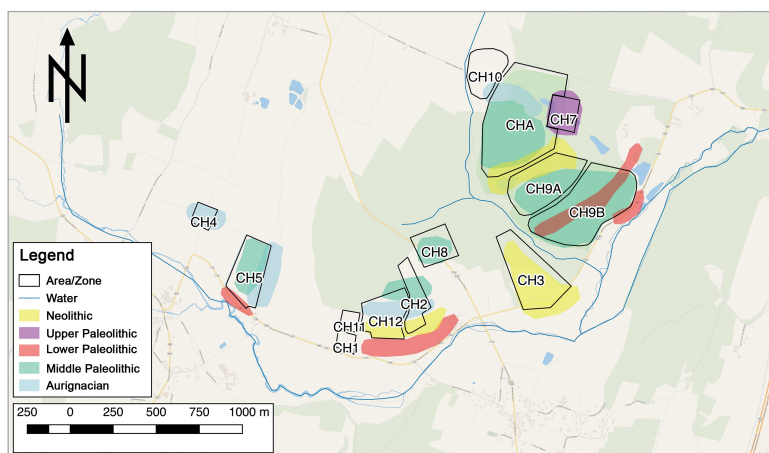 CH10
CHA
CH7
CH9A
CH9B
CH4
CH5
CH8
CH3
CH2
CH12
CH11
CH1
Legend
Area/Zone
Water
Neolithic
Upper Paleolithic
Lower Paleolithic
Middle Paleolithic
Aurignacian
250 0 250 500 750 1000 m